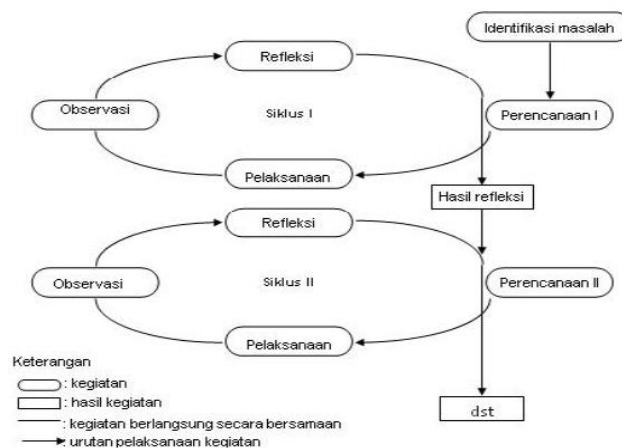 Identifikasi masalah
Refleksi
Observasi
Siklus I
Perencanaan I
Pelaksanaan
Hasil refleksi
Refleksi
Observasi
Siklus II
Perencanaan II
Pelaksanaan
Keterangan
: kegiatan
: hasil kegiatan
dst
: kegiatan berlangsung secara bersamaan
: urutan pelaksanaan kegiatan